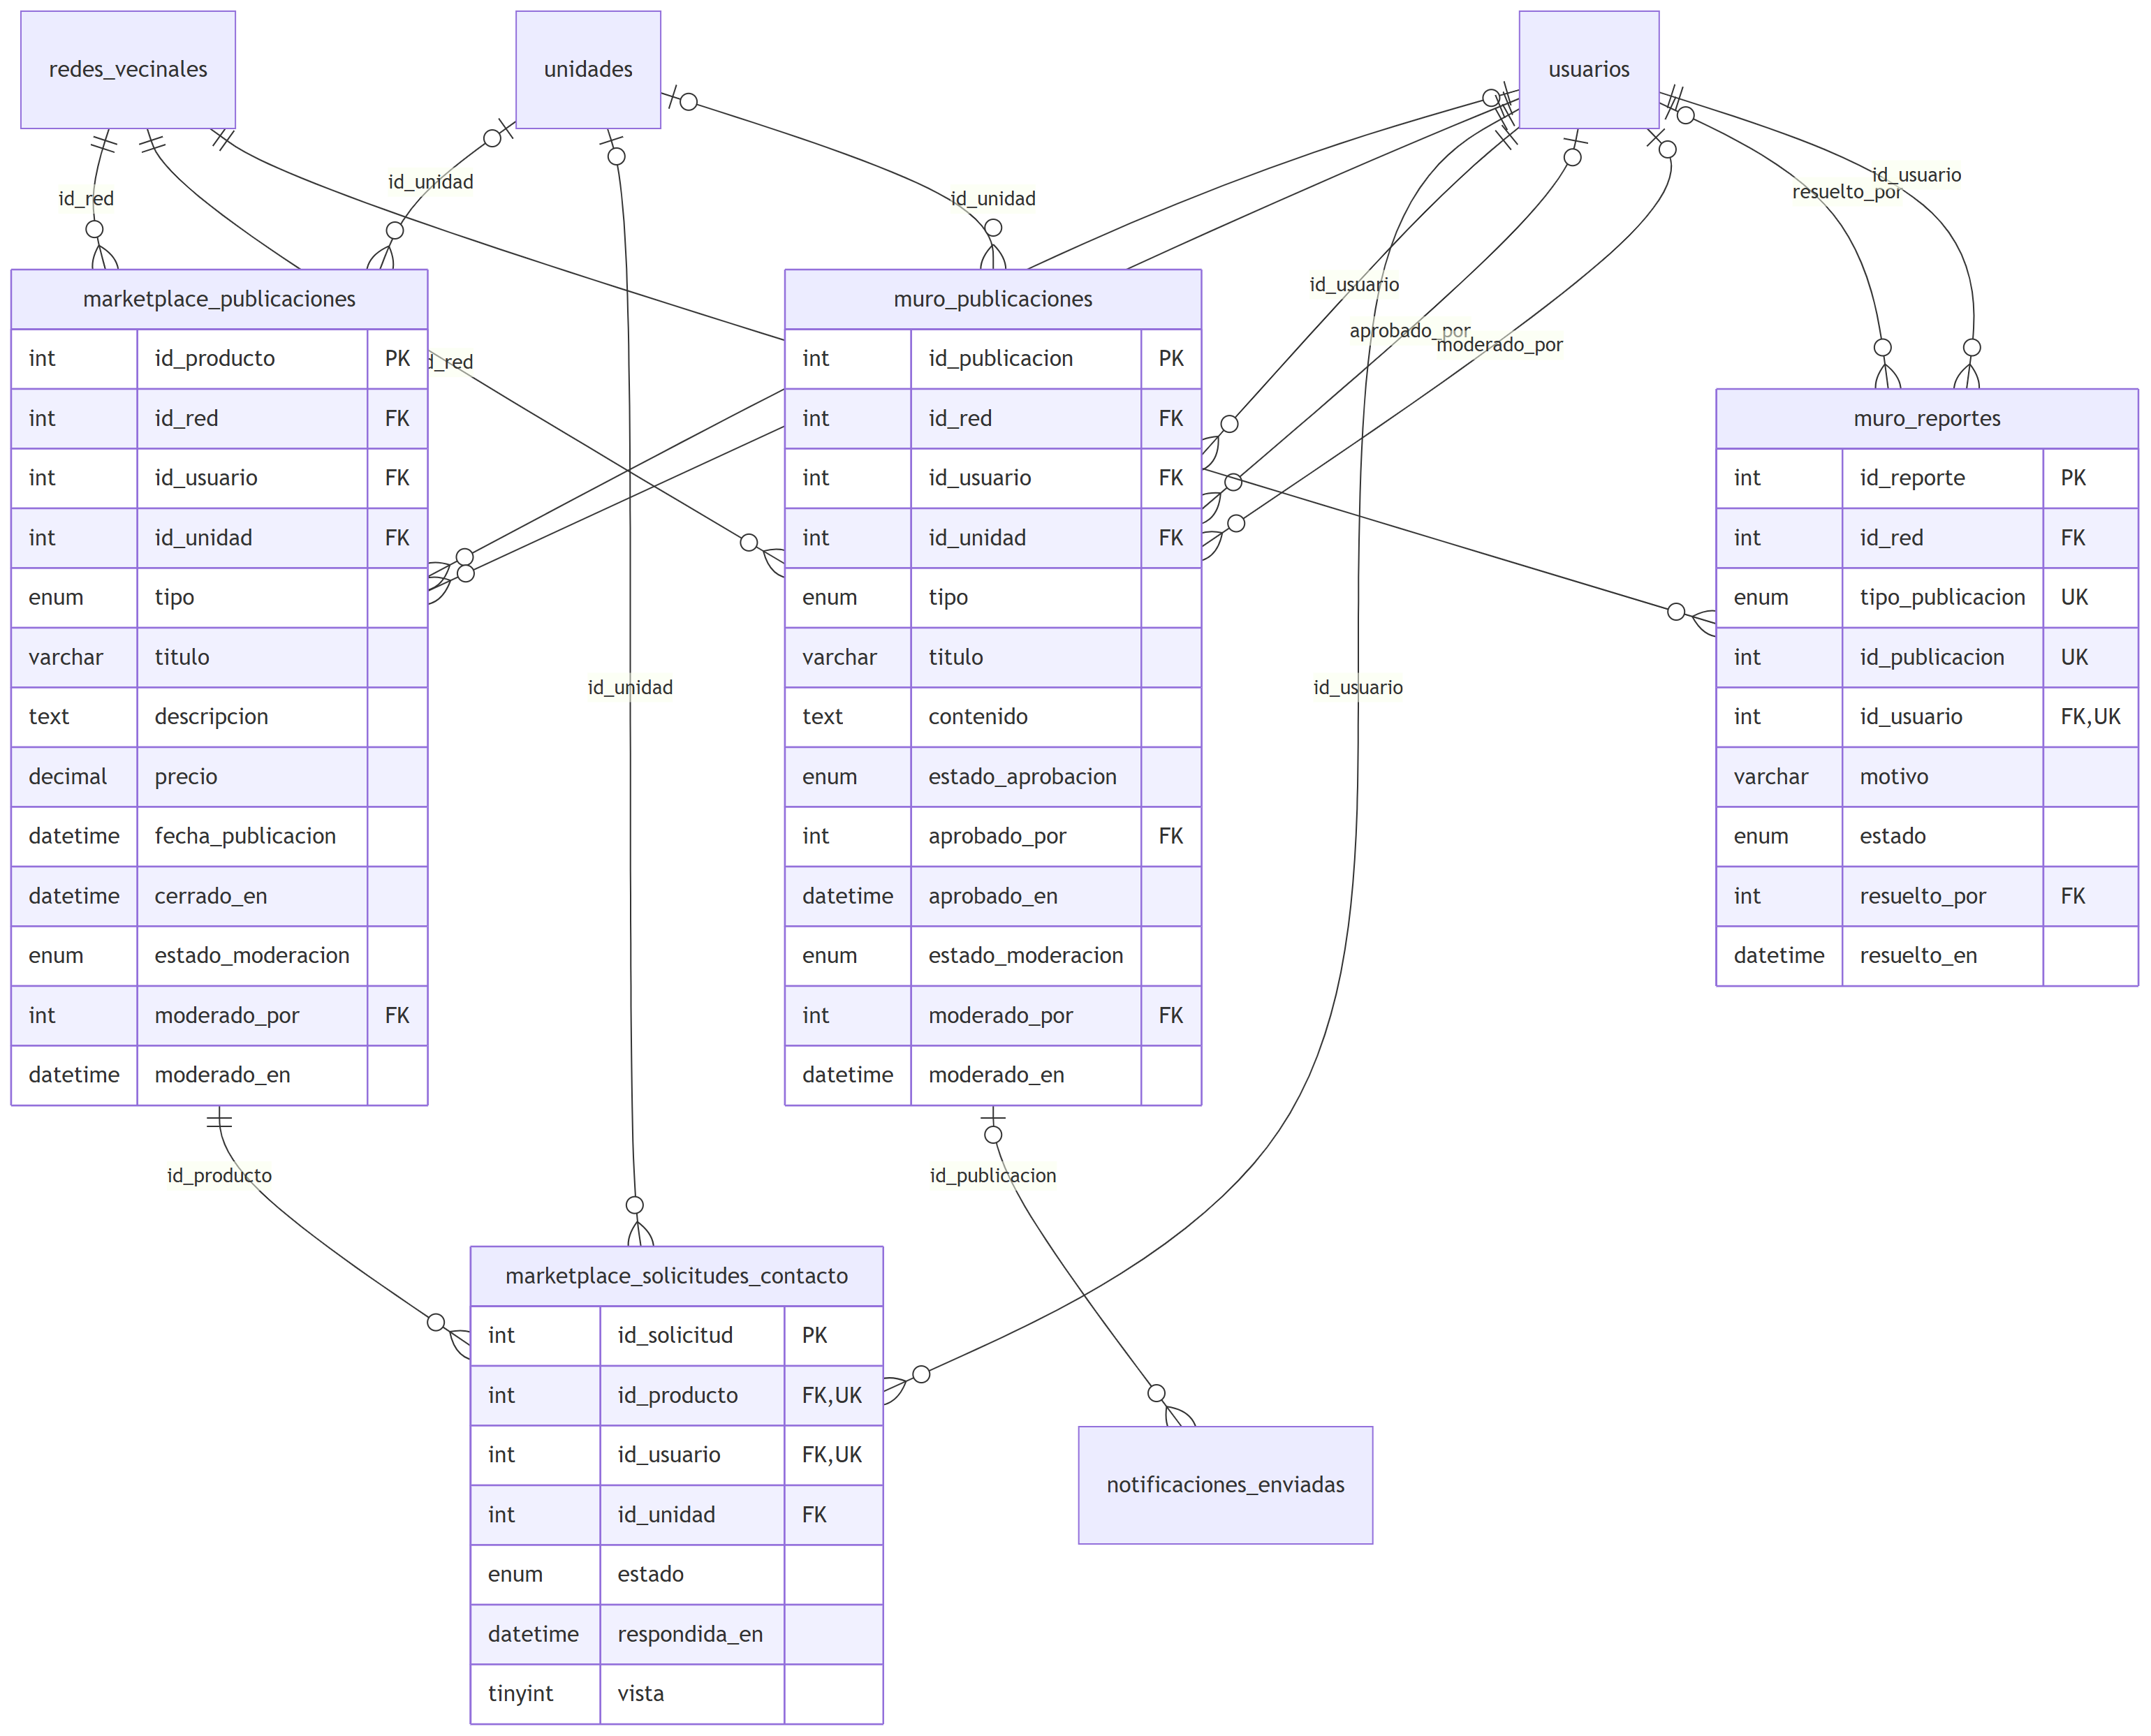 redes_vecinales
unidades
usuarios
id_red
id_unidad
id_unidad
id_usuario
resuelto_por
id_usuario
aprobado_por
moderado_por
d_red
marketplace_publicaciones
int id_producto PK
int id_red FK
int id_usuario FK
int id_unidad FK
enum tipo
varchar titulo
text descripcion
decimal precio
datetime fecha_publicacion
datetime cerrado_en
enum estado_moderacion
int moderado_por FK
datetime moderado_en
muro_publicaciones
int id_publicacion PK
int id_red FK
int id_usuario FK
int id_unidad FK
enum tipo
varchar titulo
text contenido
enum estado_aprobacion
int aprobado_por FK
datetime aprobado_en
enum estado_moderacion
int moderado_por FK
datetime moderado_en
muro_reportes
int id_reporte PK
int id_red FK
enum tipo_publicacion UK
int id_publicacion UK
int id_usuario FK,UK
varchar motivo
enum estado
int resuelto_por FK
datetime resuelto_en
id_unidad
id_usuario
id_producto
id_publicacion
marketplace_solicitudes_contacto
int id_solicitud PK
int id_producto FK,UK
int id_usuario FK,UK
int id_unidad FK
enum estado
datetime respondida_en
tinyint vista
notificaciones_enviadas